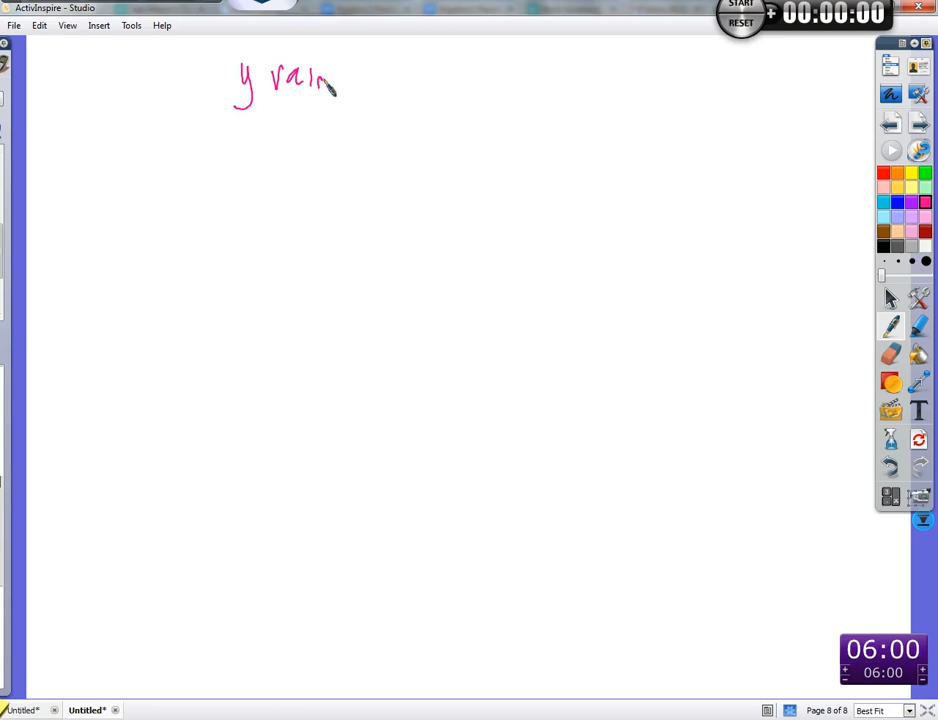 ActivInspire - Studio
START
RESET
00:00:00
File Edit View Insert Tools Help
y rain
06:00
06:00
Untitled* Untitled* Page 8 of 8 Best Fit